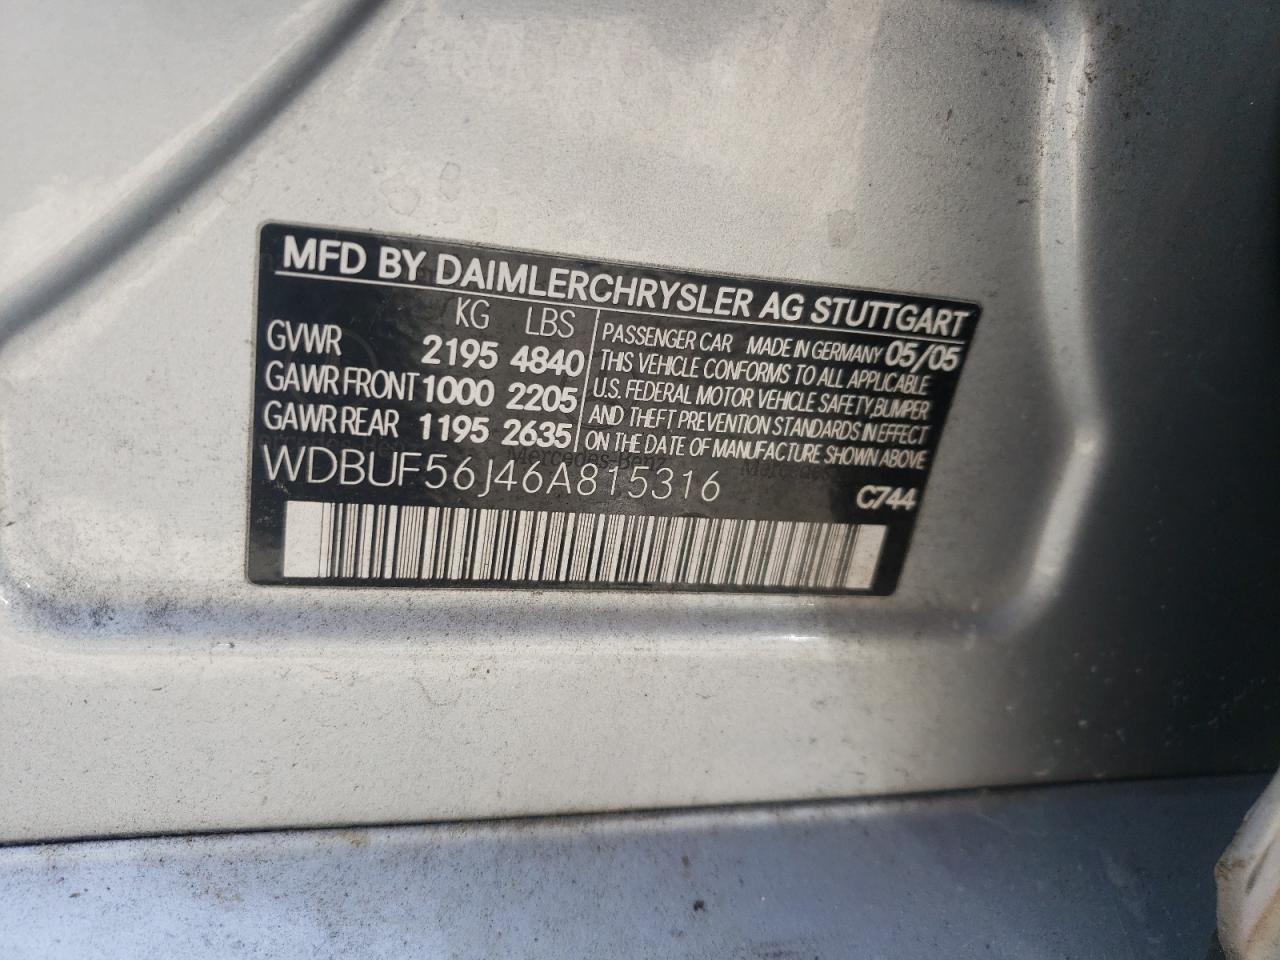 MFD BY DAIMLERCHRYSLER AG STUTTGART
KG LBS
GVWR 2195 4840
GAWR FRONT 1000 2205
GAWR REAR 1195 2635
PASSENGER CAR MADE IN GERMANY 05/05
THIS VEHICLE CONFORMS TO ALL APPLICABLE
U.S. FEDERAL MOTOR VEHICLE SAFETY,BUMPER
AND THEFT PREVENTION STANDARDS IN EFFECT
ON THE DATE OF MANUFACTURE SHOWN ABOVE
Mercedes-Benz
WDBUF56J46A815316
C744